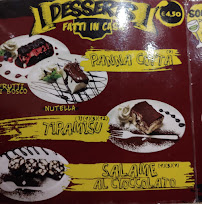 DESSERT
€4,50
FATTI IN CASA
PANNA COTTA
FRUTTI
DI BOSCO
NUTELLA
TIRAMISU
SALAME
AL CIOCCOLATO